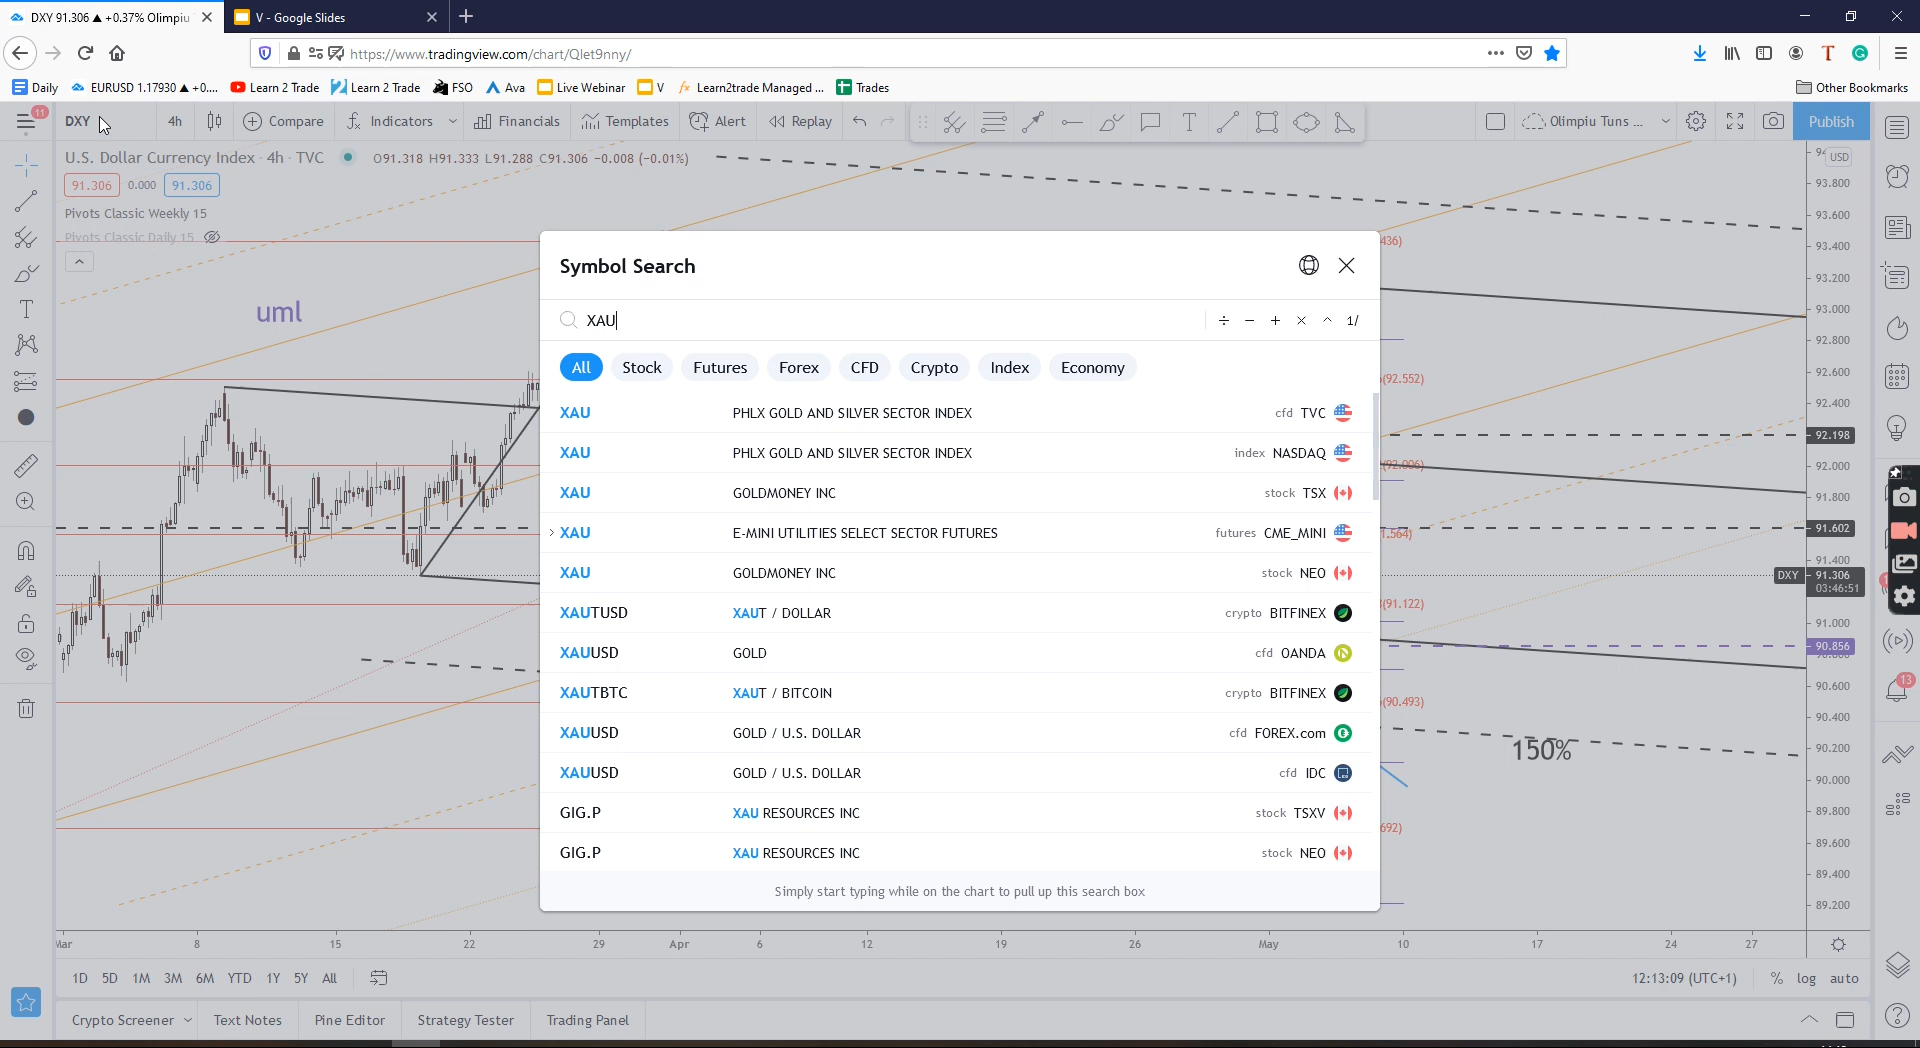 DXY 91.306 ▲ +0.37% Olimpiu
V - Google Slides
https://www.tradingview.com/chart/Qlet9nny/
Daily EURUSD 1.17930 ▲ +0.... Learn 2 Trade Learn 2 Trade FSO Ava Live Webinar V Learn2trade Managed ... Trades Other Bookmarks
11 DXY 4h Compare Indicators Financials Templates Alert Replay Olimpiu Tuns ... Publish
U.S. Dollar Currency Index · 4h · TVC O91.318 H91.333 L91.288 C91.306 −0.008 (−0.01%)
91.306 0.000 91.306
Pivots Classic Weekly 15
Pivots Classic Daily 15
uml
Symbol Search
XAU 1/
All Stock Futures Forex CFD Crypto Index Economy
XAU PHLX GOLD AND SILVER SECTOR INDEX cfd TVC
XAU PHLX GOLD AND SILVER SECTOR INDEX index NASDAQ
XAU GOLDMONEY INC stock TSX
XAU E-MINI UTILITIES SELECT SECTOR FUTURES futures CME_MINI
XAU GOLDMONEY INC stock NEO
XAUTUSD XAUT / DOLLAR crypto BITFINEX
XAUUSD GOLD cfd OANDA
XAUTBTC XAUT / BITCOIN crypto BITFINEX
XAUUSD GOLD / U.S. DOLLAR cfd FOREX.com
XAUUSD GOLD / U.S. DOLLAR cfd IDC
GIG.P XAU RESOURCES INC stock TSXV
GIG.P XAU RESOURCES INC stock NEO
Simply start typing while on the chart to pull up this search box
436)
(92.552)
(92.006)
1.564)
(91.122)
(90.493)
692)
150%
USD
93.800
93.600
93.400
93.200
93.000
92.800
92.600
92.400
92.198
92.000
91.800
91.602
91.400
DXY 91.306
03:46:51
91.000
90.856
90.600
90.400
90.200
90.000
89.800
89.600
89.400
89.200
13
Mar 8 15 22 29 Apr 6 12 19 26 May 10 17 24 27
1D 5D 1M 3M 6M YTD 1Y 5Y All 12:13:09 (UTC+1) % log auto
Crypto Screener Text Notes Pine Editor Strategy Tester Trading Panel